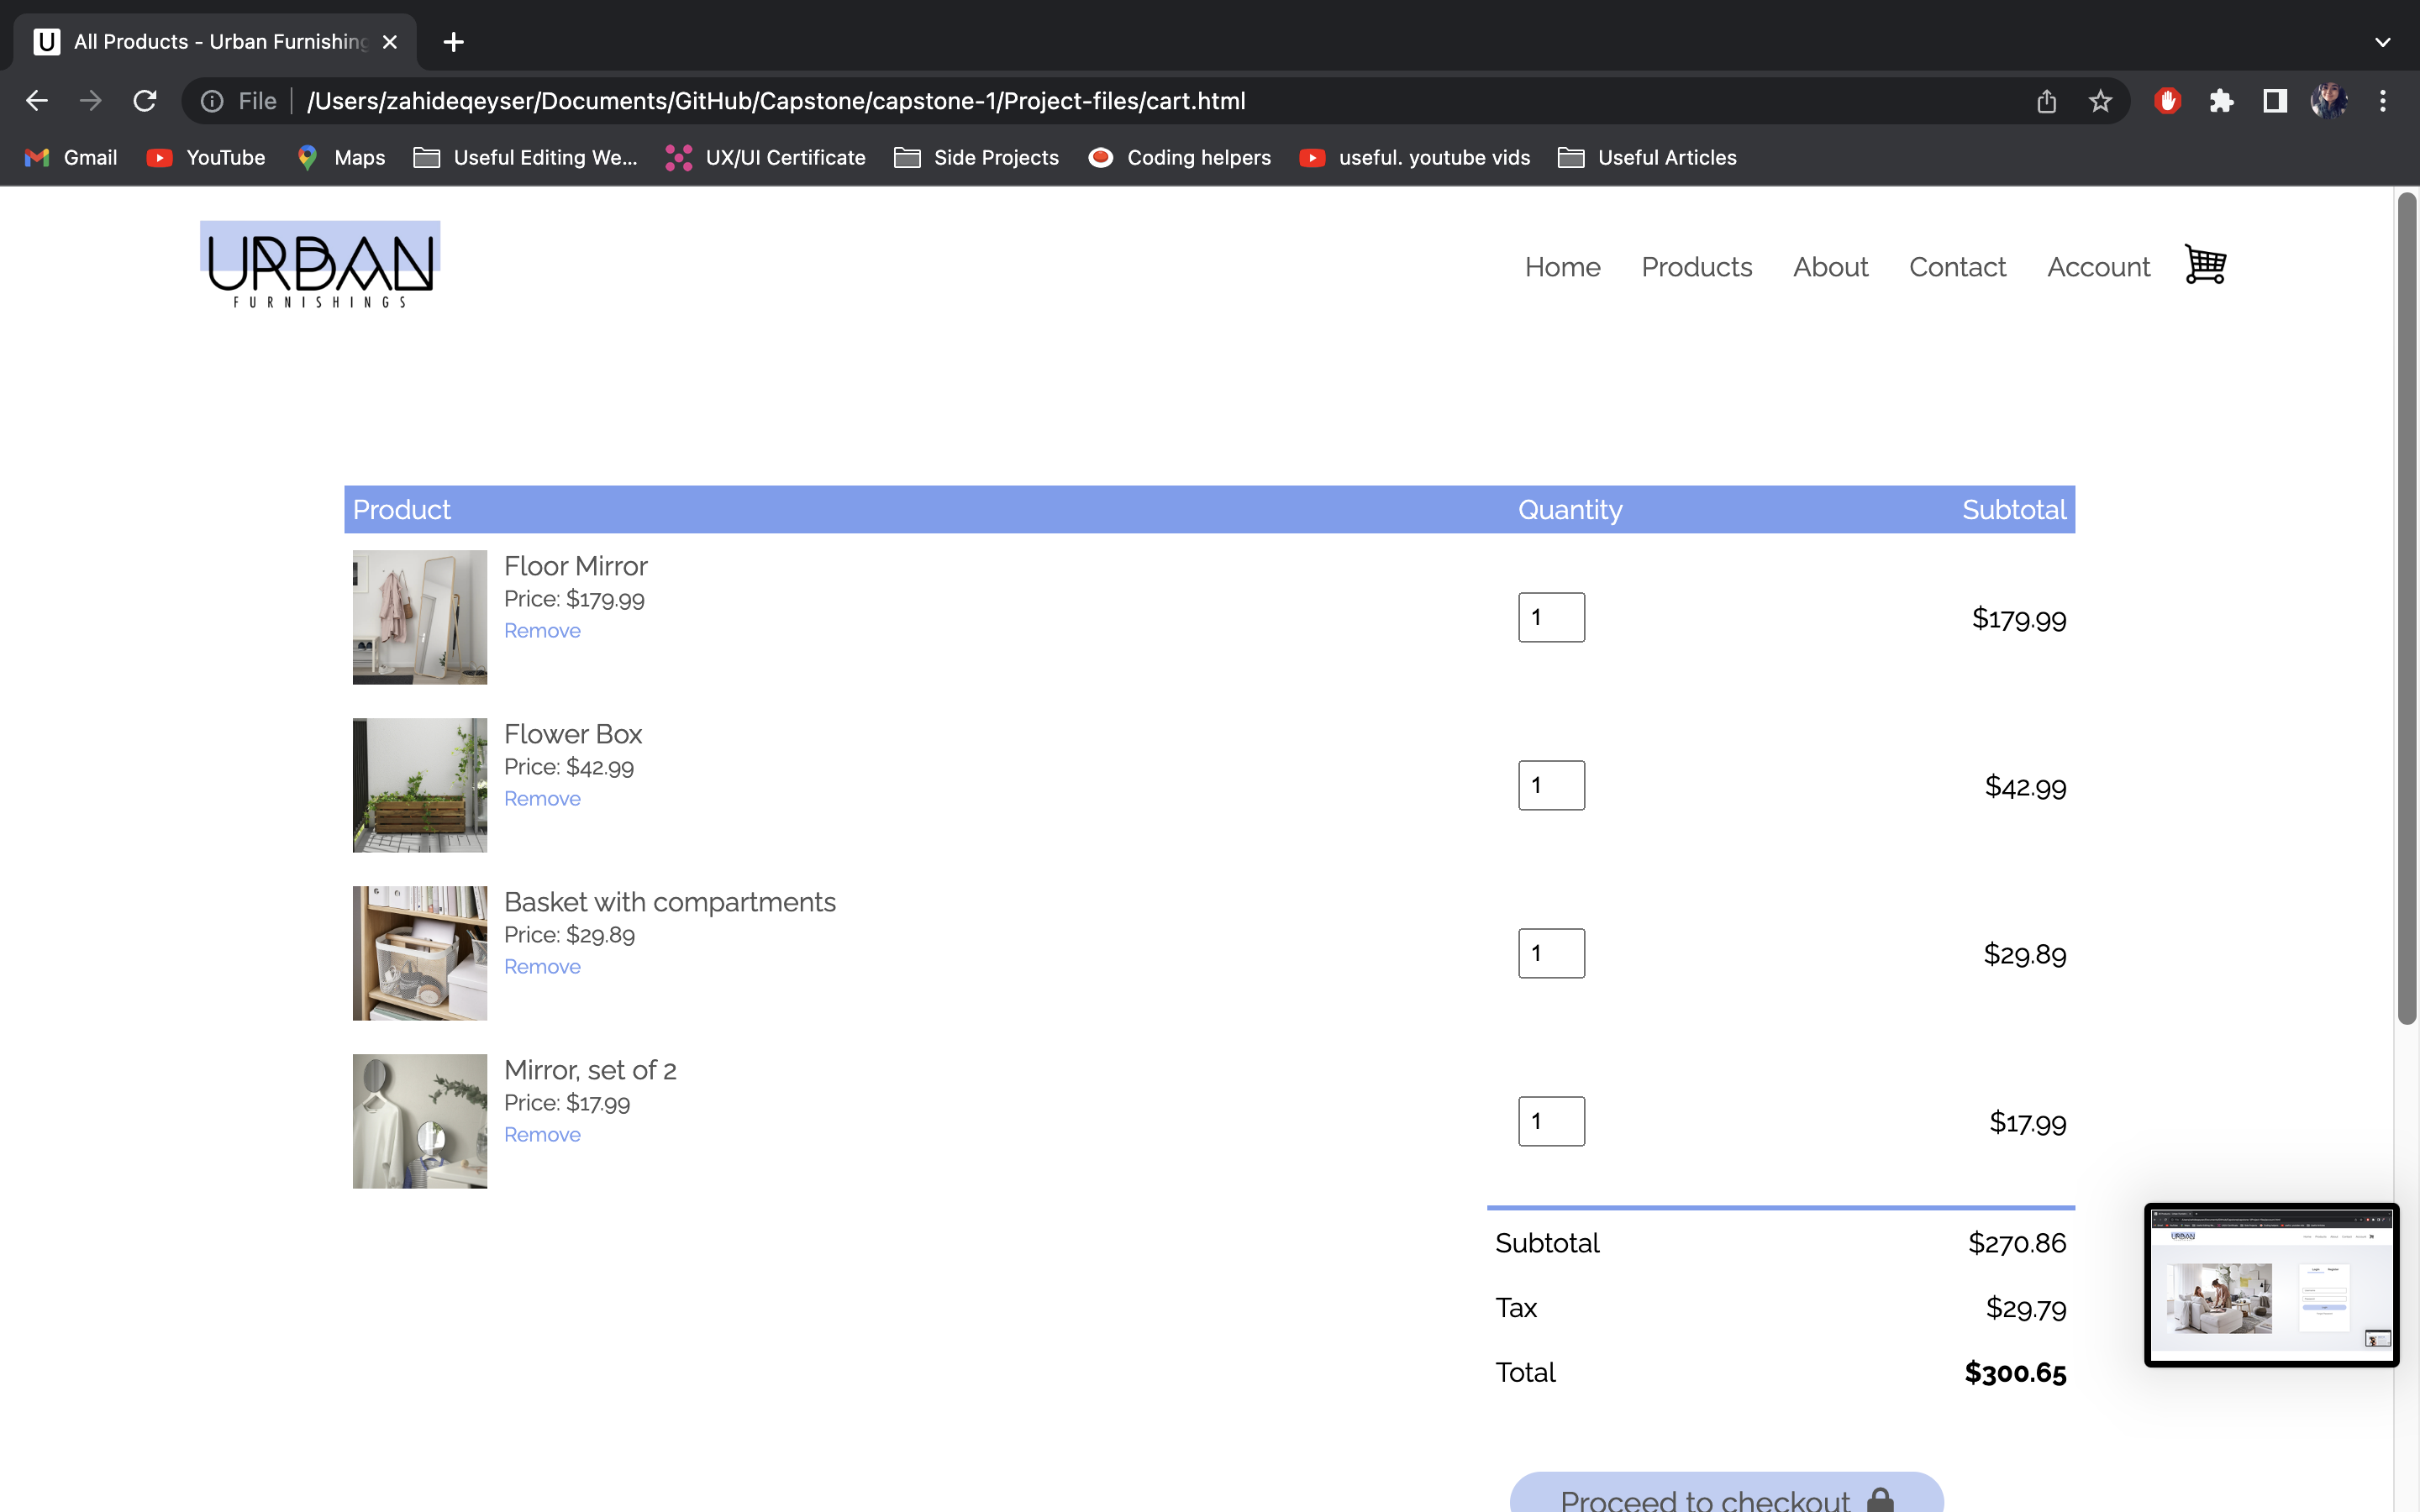 U All Products - Urban Furnishing
File /Users/zahideqeyser/Documents/GitHub/Capstone/capstone-1/Project-files/cart.html
Gmail YouTube Maps Useful Editing We... UX/UI Certificate Side Projects Coding helpers useful. youtube vids Useful Articles
URBAN
FURNISHINGS
Home Products About Contact Account
Product Quantity Subtotal
Floor Mirror
Price: $179.99
Remove
1 $179.99
Flower Box
Price: $42.99
Remove
1 $42.99
Basket with compartments
Price: $29.89
Remove
1 $29.89
Mirror, set of 2
Price: $17.99
Remove
1 $17.99
Subtotal $270.86
Tax $29.79
Total $300.65
URBAN
Proceed to checkout